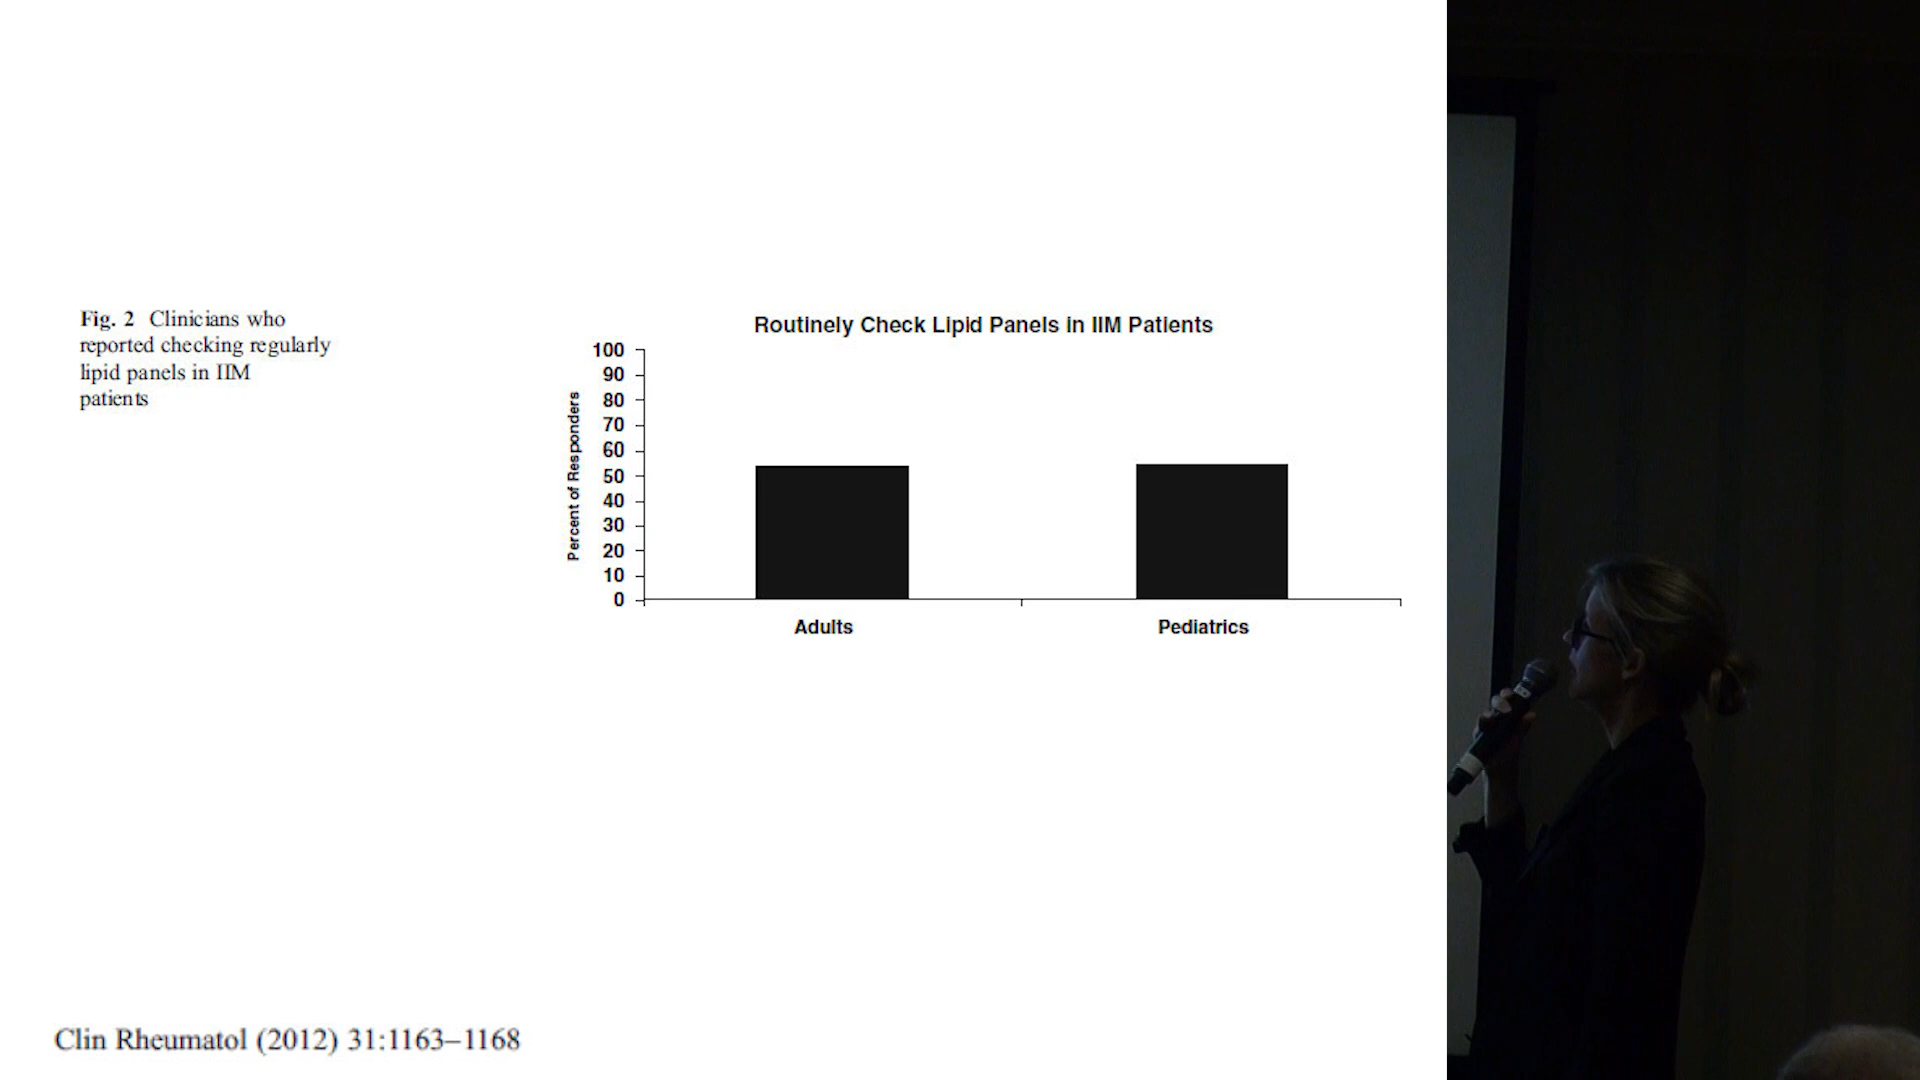 Fig. 2 Clinicians who
reported checking regularly
lipid panels in IIM
patients
Routinely Check Lipid Panels in IIM Patients
Percent of Responders
100
90
80
70
60
50
40
30
20
10
0
Adults
Pediatrics
Clin Rheumatol (2012) 31:1163–1168